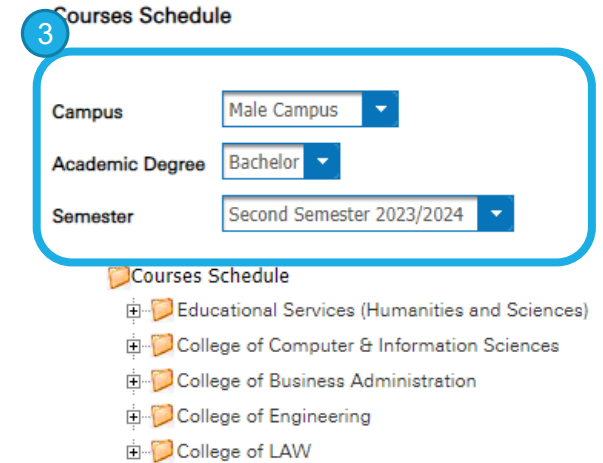 Courses Schedule
3
Campus Male Campus
Academic Degree Bachelor
Semester Second Semester 2023/2024
Courses Schedule
Educational Services (Humanities and Sciences)
College of Computer & Information Sciences
College of Business Administration
College of Engineering
College of LAW